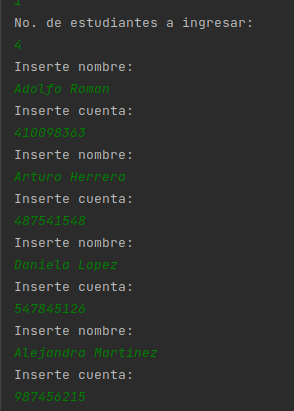 1
No. de estudiantes a ingresar:
4
Inserte nombre:
Adolfo Roman
Inserte cuenta:
410098363
Inserte nombre:
Arturo Herrera
Inserte cuenta:
487541548
Inserte nombre:
Daniela Lopez
Inserte cuenta:
547845126
Inserte nombre:
Alejandra Martinez
Inserte cuenta:
987456215